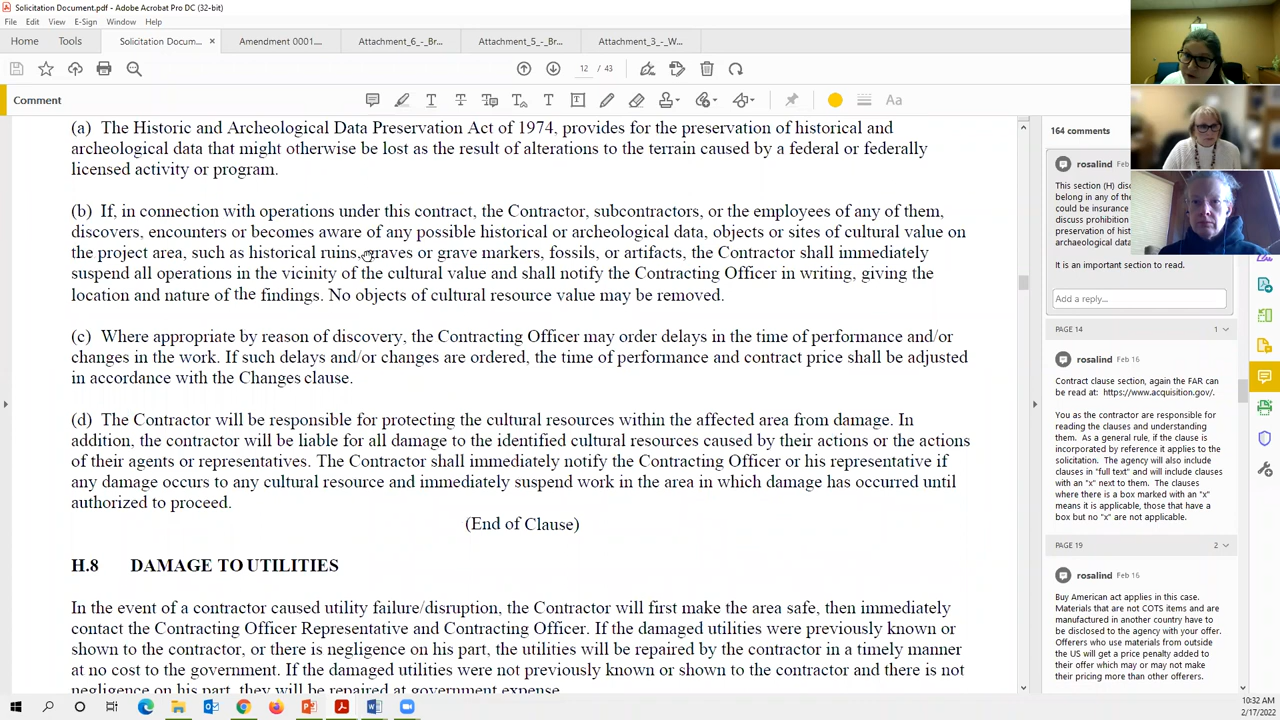 Solicitation Document.pdf - Adobe Acrobat Pro DC (32-bit)
File Edit View E-Sign Window Help
Home Tools Solicitation Docum... × Amendment 0001.... Attachment_6_-_Br... Attachment_5_-_Br... Attachment_3_-_W...
12 / 43
Comment
Aa
(a) The Historic and Archeological Data Preservation Act of 1974, provides for the preservation of historical and
archeological data that might otherwise be lost as the result of alterations to the terrain caused by a federal or federally
licensed activity or program.
(b) If, in connection with operations under this contract, the Contractor, subcontractors, or the employees of any of them,
discovers, encounters or becomes aware of any possible historical or archeological data, objects or sites of cultural value on
the project area, such as historical ruins, graves or grave markers, fossils, or artifacts, the Contractor shall immediately
suspend all operations in the vicinity of the cultural value and shall notify the Contracting Officer in writing, giving the
location and nature of the findings. No objects of cultural resource value may be removed.
(c) Where appropriate by reason of discovery, the Contracting Officer may order delays in the time of performance and/or
changes in the work. If such delays and/or changes are ordered, the time of performance and contract price shall be adjusted
in accordance with the Changes clause.
(d) The Contractor will be responsible for protecting the cultural resources within the affected area from damage. In
addition, the contractor will be liable for all damage to the identified cultural resources caused by their actions or the actions
of their agents or representatives. The Contractor shall immediately notify the Contracting Officer or his representative if
any damage occurs to any cultural resource and immediately suspend work in the area in which damage has occurred until
authorized to proceed.
(End of Clause)
H.8 DAMAGE TO UTILITIES
In the event of a contractor caused utility failure/disruption, the Contractor will first make the area safe, then immediately
contact the Contracting Officer Representative and Contracting Officer. If the damaged utilities were previously known or
shown to the contractor, or there is negligence on his part, the utilities will be repaired by the contractor in a timely manner
at no cost to the government. If the damaged utilities were not previously known or shown to the contractor and there is not
negligence on his part, they will be repaired at government expense.
164 comments
rosalind Feb
This section (H)
belong in any of
could be insurance
discuss prohibition
archaeological data
It is an important section to read.
Add a reply...
PAGE 14 1
rosalind Feb 16
Contract clause section, again the FAR can
be read at: https://www.acquisition.gov/.
You as the contractor are responsible for
reading the clauses and understanding
them. As a general rule, if the clause is
incorporated by reference it applies to the
solicitation. The agency will also include
clauses in "full text" and will include clauses
with an "x" next to them. The clauses
where there is a box marked with an "x"
means it is applicable, those that have a
box but no "x" are not applicable.
PAGE 19 2
rosalind Feb 16
Buy American act applies in this case.
Materials that are not COTS items and are
manufactured in another country have to
be disclosed to the agency with your offer.
Offerers who use materials from outside
the US will get a price penalty added to
their offer which may or may not make
their pricing more than other offerers.
10:32 AM
2/17/2022